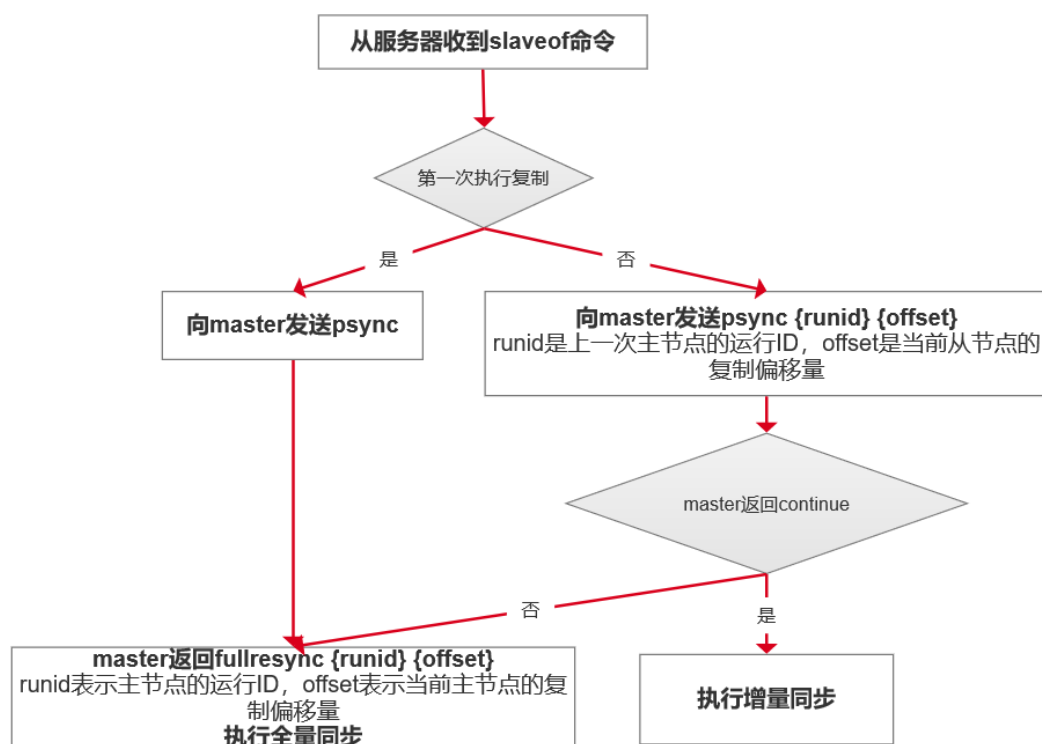 从服务器收到slaveof命令
第一次执行复制
是
否
向master发送psync
向master发送psync {runid} {offset}
runid是上一次主节点的运行ID，offset是当前从节点的
复制偏移量
master返回continue
否
是
master返回fullresync {runid} {offset}
runid表示主节点的运行ID，offset表示当前主节点的复
制偏移量
执行全量同步
执行增量同步